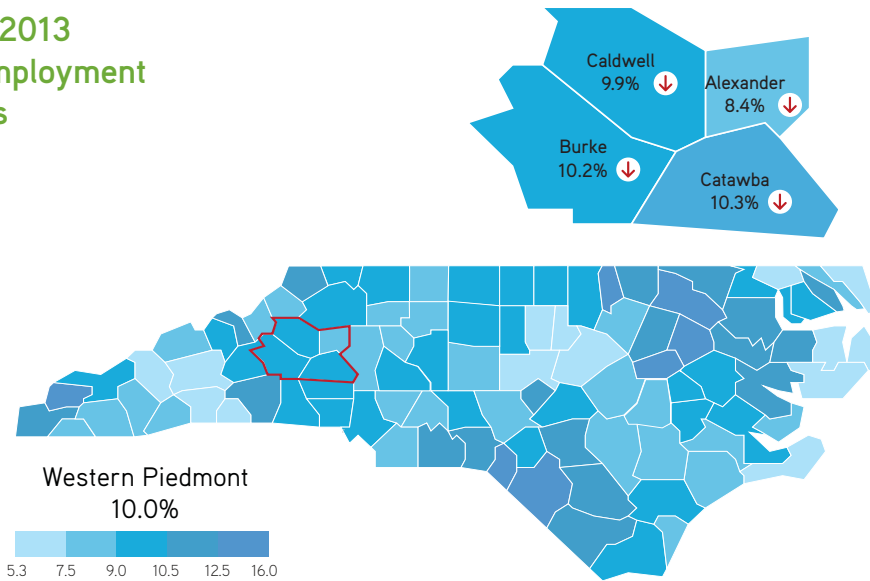 2013
Caldwell
9.9%
Alexander
8.4%
Burke
10.2%
Catawba
10.3%
Western Piedmont
10.0%
5.3 7.5 9.0 10.5 12.5 16.0